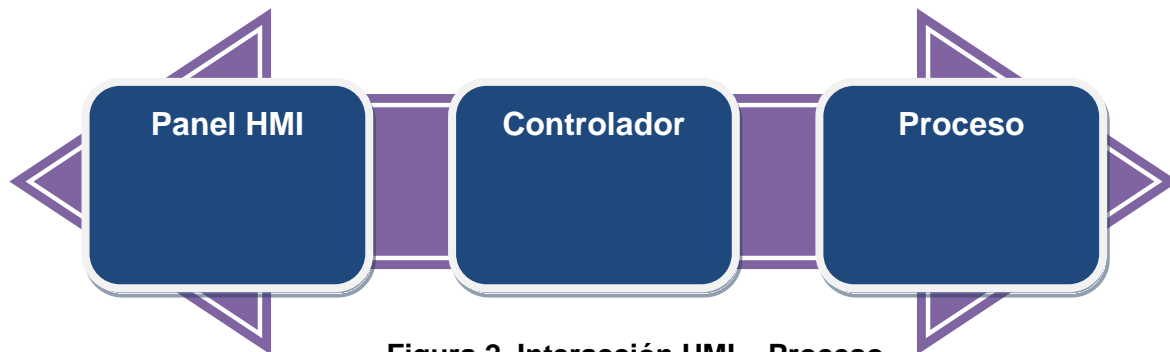 Panel HMI
Controlador
Proceso
Figura 2. Interacción HMI – Proceso